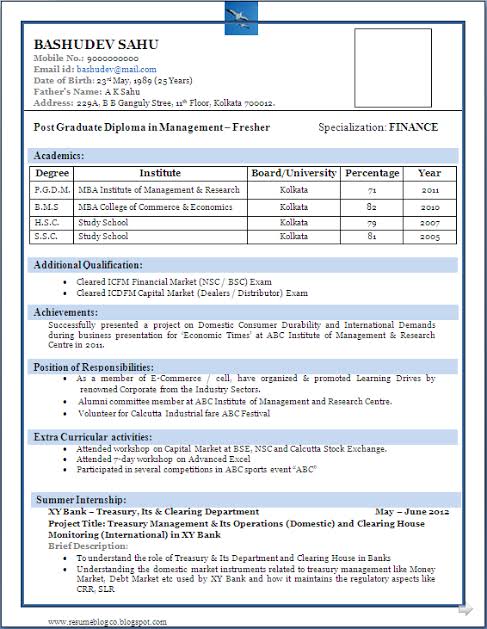 BASHUDEV SAHU
Mobile No.: 9000000000
Email id: bashudev@mail.com
Date of Birth: 23rd May, 1989 (25 Years)
Father's Name: A K Sahu
Address: 229A, B B Ganguly Stree, 11th Floor, Kolkata 700012.
Post Graduate Diploma in Management – Fresher Specialization: FINANCE
Academics:
Degree Institute Board/University Percentage Year
P.G.D.M. MBA Institute of Management & Research Kolkata 71 2011
B.M.S MBA College of Commerce & Economics Kolkata 82 2010
H.S.C. Study School Kolkata 79 2007
S.S.C. Study School Kolkata 81 2005
Additional Qualification:
• Cleared ICFM Financial Market (NSC / BSC) Exam
• Cleared ICDFM Capital Market (Dealers / Distributor) Exam
Achievements:
Successfully presented a project on Domestic Consumer Durability and International Demands
during business presentation for 'Economic Times' at ABC Institute of Management & Research
Centre in 2011.
Position of Responsibilities:
• As a member of E-Commerce / cell, have organized & promoted Learning Drives by
renowned Corporate from the Industry Sectors.
• Alumni committee member at ABC Institute of Management and Research Centre.
• Volunteer for Calcutta Industrial fare ABC Festival
Extra Curricular activities:
• Attended workshop on Capital Market at BSE, NSC and Calcutta Stock Exchange.
• Attended 7-day workshop on Advanced Excel
• Participated in several competitions in ABC sports event "ABC"
Summer Internship:
XY Bank – Treasury, Its & Clearing Department May – June 2012
Project Title: Treasury Management & Its Operations (Domestic) and Clearing House
Monitoring (International) in XY Bank
Brief Description:
• To understand the role of Treasury & Its Department and Clearing House in Banks
• Understanding the domestic market instruments related to treasury management like Money
Market, Debt Market etc used by XY Bank and how it maintains the regulatory aspects like
CRR, SLR
www.resumeblogco.blogspot.com